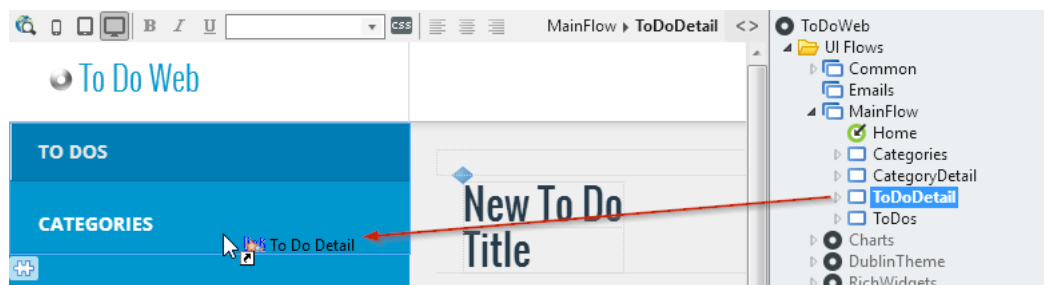 B I U CSS MainFlow ▸ ToDoDetail <>
To Do Web
TO DOS
CATEGORIES
To Do Detail
New To Do
Title
ToDoWeb
UI Flows
Common
Emails
MainFlow
Home
Categories
CategoryDetail
ToDoDetail
ToDos
Charts
DublinTheme
RichWidgets